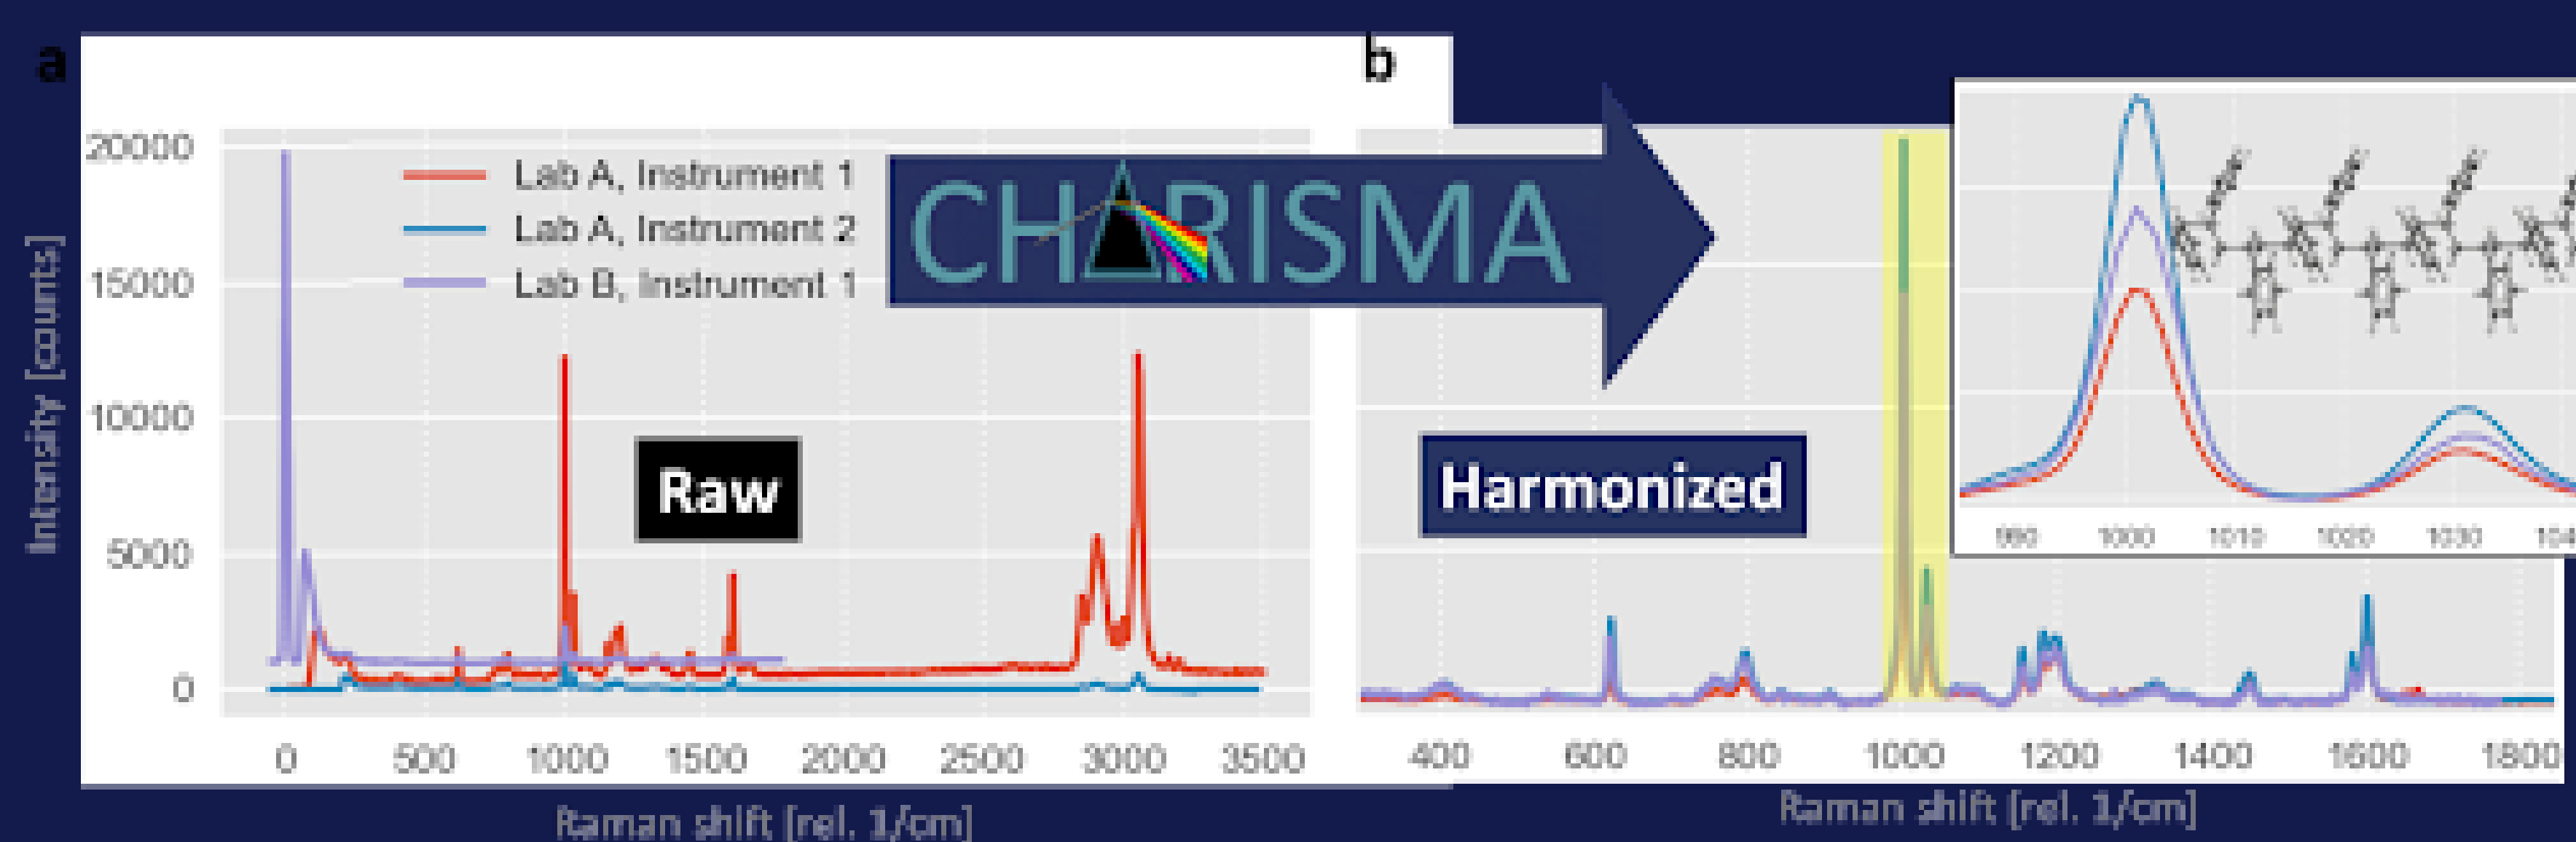 a
b
20000
15000
10000
5000
0
Intensity [counts]
Lab A, Instrument 1
Lab A, Instrument 2
Lab B, Instrument 1
CHARISMA
Raw
0 500 1000 1500 2000 2500 3000 3500
Raman shift [rel. 1/cm]
Harmonized
990 1000 1010 1020 1030 104
400 600 800 1000 1200 1400 1600 1800
Raman shift [rel. 1/cm]